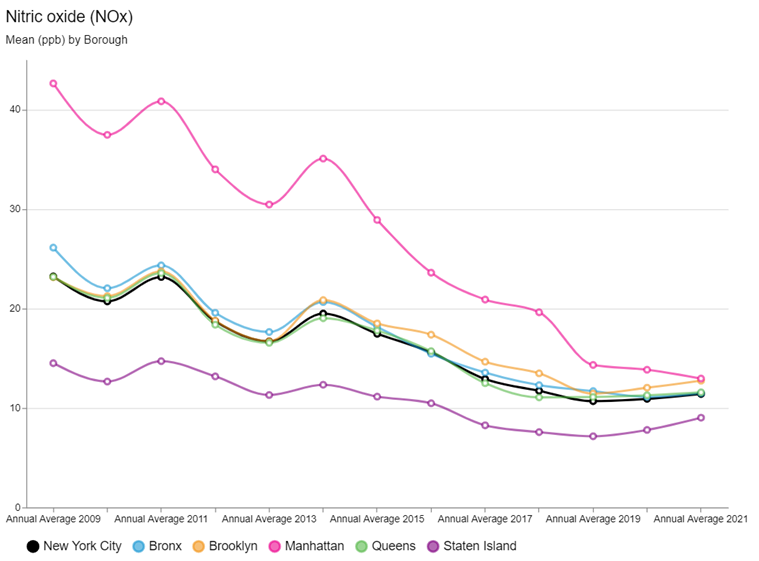 Nitric oxide (NOx)
Mean (ppb) by Borough
40
30
20
10
0
Annual Average 2009 Annual Average 2011 Annual Average 2013 Annual Average 2015 Annual Average 2017 Annual Average 2019 Annual Average 2021
New York City Bronx Brooklyn Manhattan Queens Staten Island